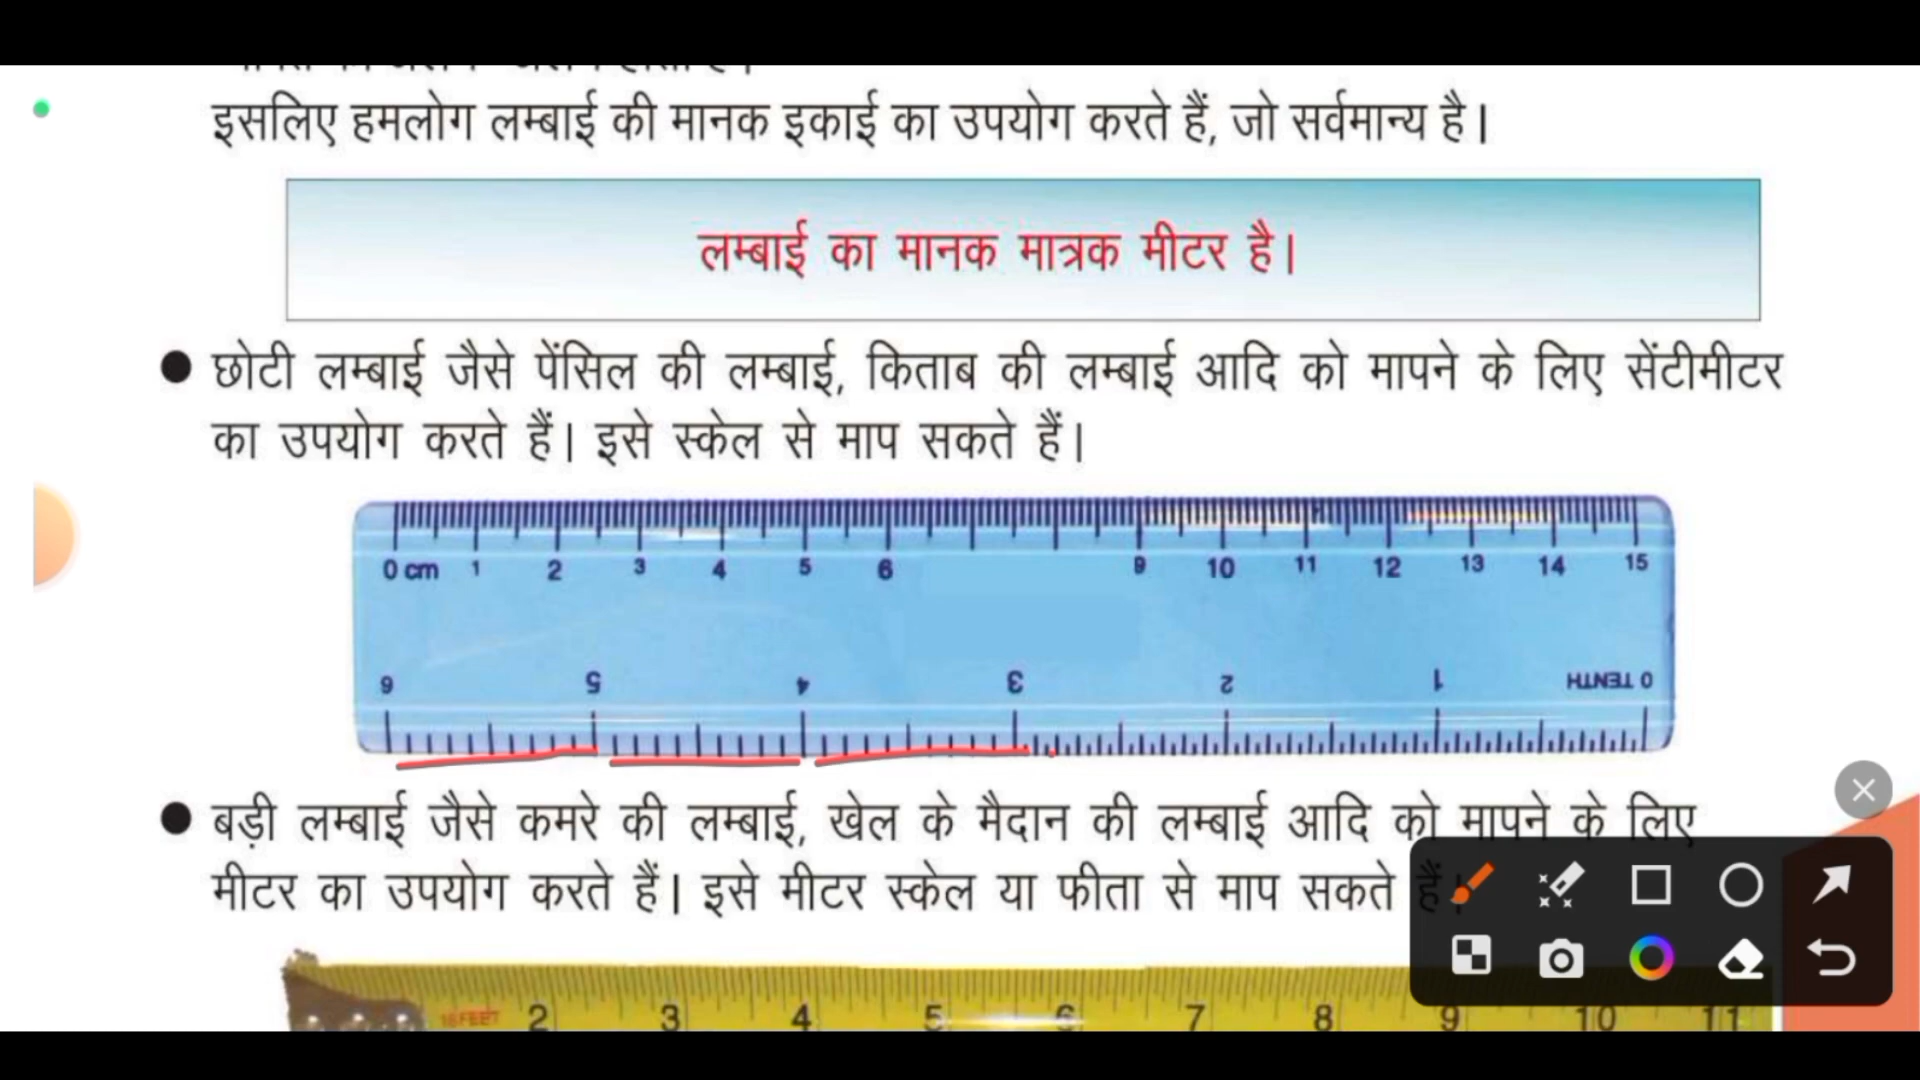 इसलिए हमलोग लम्बाई की मानक इकाई का उपयोग करते हैं, जो सर्वमान्य है।
लम्बाई का मानक मात्रक मीटर है।
● छोटी लम्बाई जैसे पेंसिल की लम्बाई, किताब की लम्बाई आदि को मापने के लिए सेंटीमीटर
का उपयोग करते हैं। इसे स्केल से माप सकते हैं।
0 cm 1 2 3 4 5 6 9 10 11 12 13 14 15
6 5 4 3 2 1 0 TENTH
● बड़ी लम्बाई जैसे कमरे की लम्बाई, खेल के मैदान की लम्बाई आदि को मापने के लिए
मीटर का उपयोग करते हैं। इसे मीटर स्केल या फीता से माप सकते हैं।
16FEET 2 3 4 5 6 7 8 9 10 11